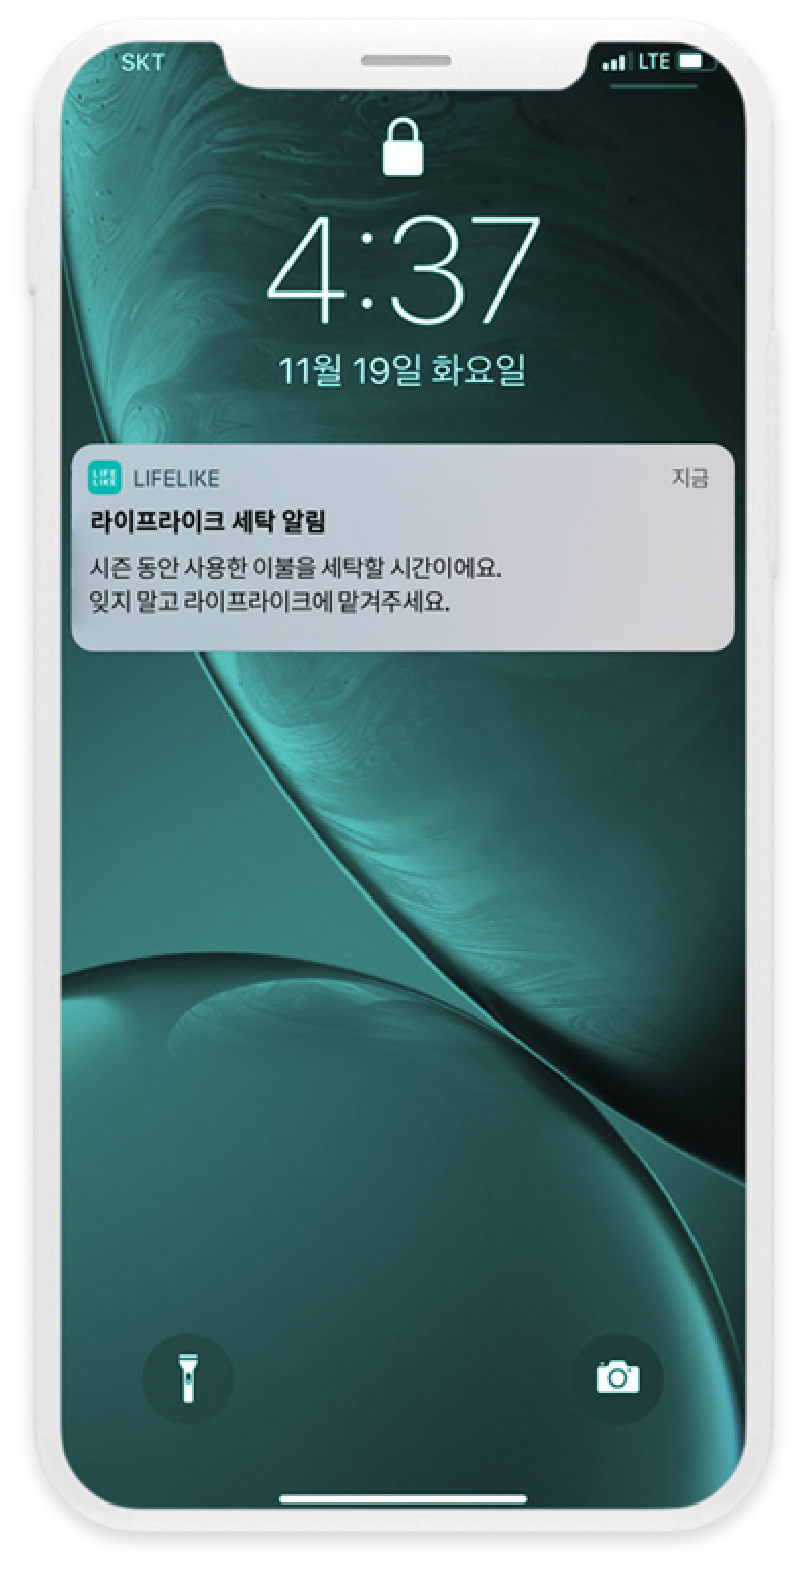 SKT
LTE
4:37
11월 19일 화요일
LIFE
LIKE
LIFELIKE
지금
라이프라이크 세탁 알림
시즌 동안 사용한 이불을 세탁할 시간이에요.
잊지 말고 라이프라이크에 맡겨주세요.